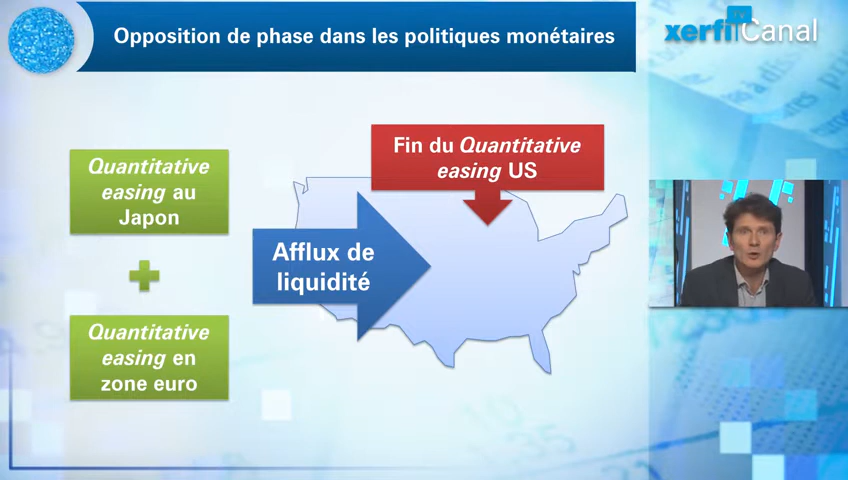 Opposition de phase dans les politiques monétaires
xerfi Canal
TV
Quantitative
easing au
Japon
Fin du Quantitative
easing US
Afflux de
liquidité
Quantitative
easing en
zone euro